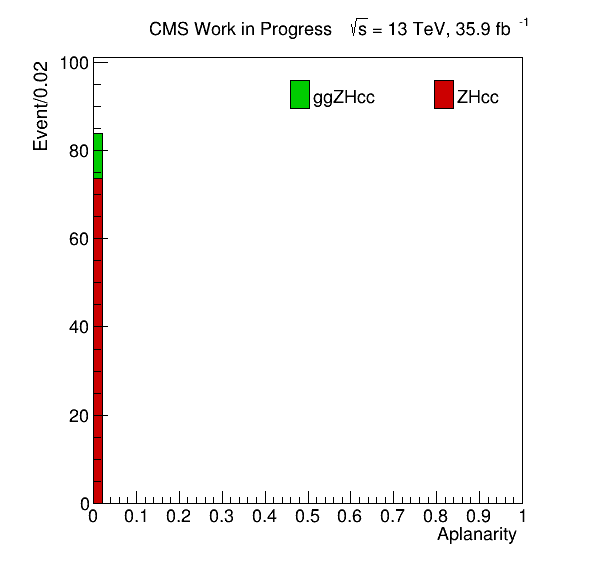 CMS Work in Progress √s = 13 TeV, 35.9 fb -1
Event/0.02
100
80
60
40
20
0
ggZHcc
ZHcc
0 0.1 0.2 0.3 0.4 0.5 0.6 0.7 0.8 0.9 1
Aplanarity